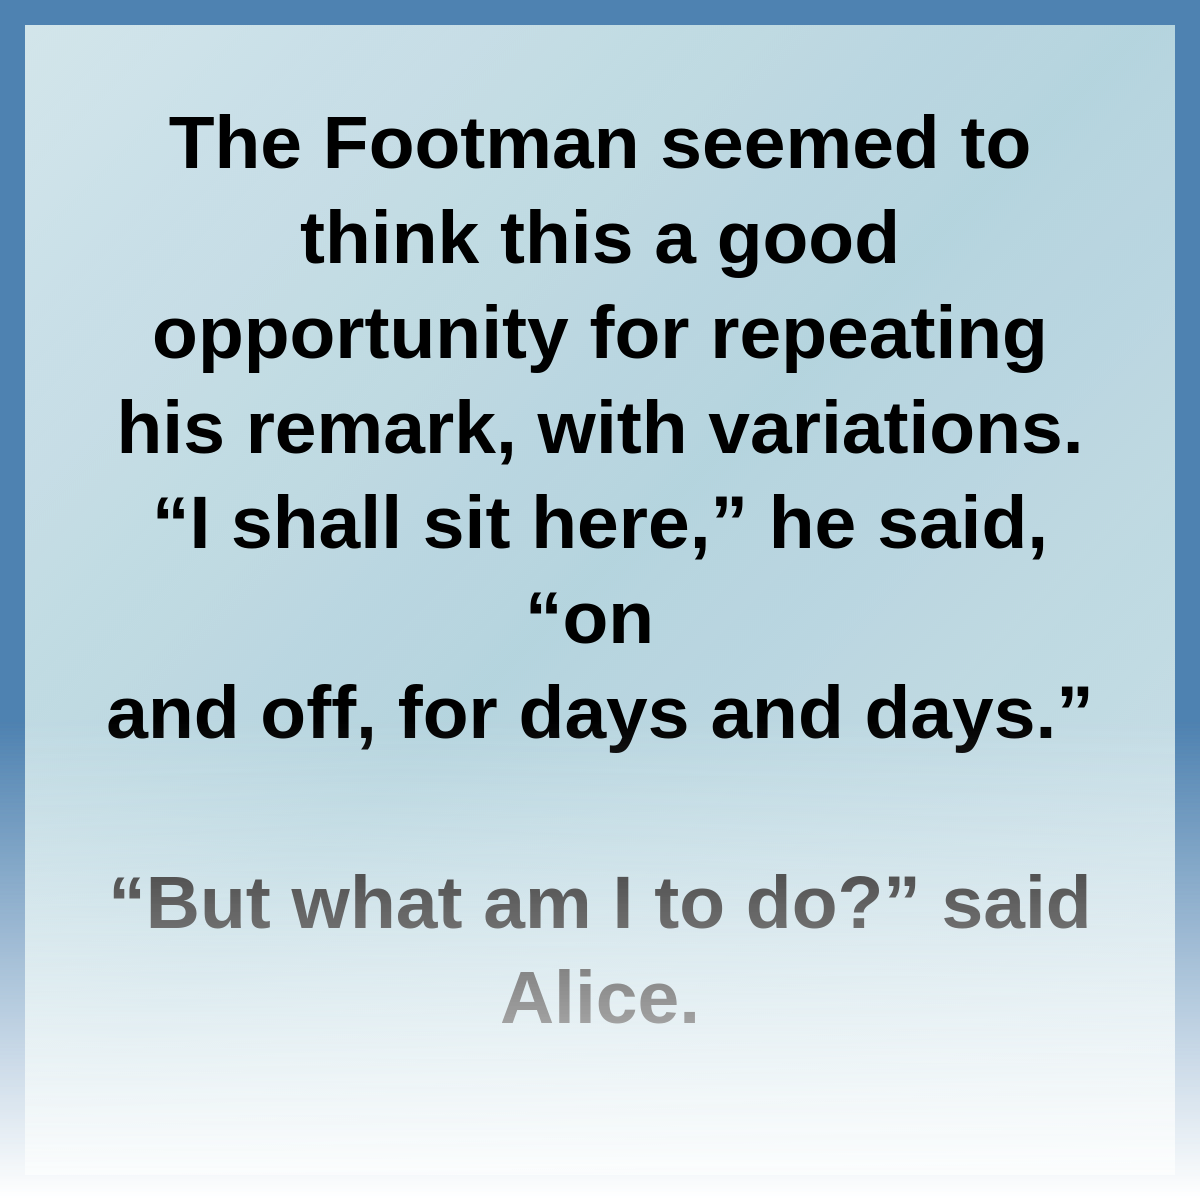 The Footman seemed to
think this a good
opportunity for repeating
his remark, with variations.
“I shall sit here,” he said,
“on
and off, for days and days.”
“But what am I to do?” said
Alice.